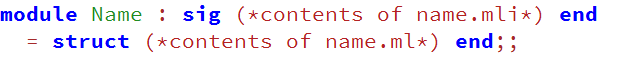 module Name : sig (*contents of name.mli*) end
= struct (*contents of name.ml*) end;;